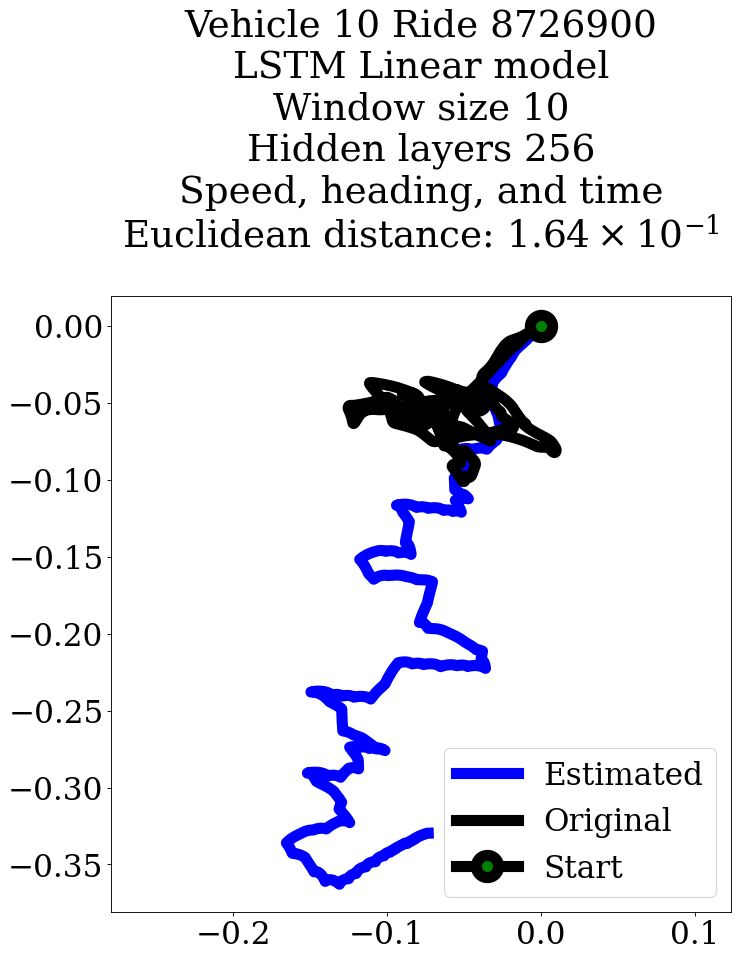 Vehicle 10 Ride 8726900
LSTM Linear model
Window size 10
Hidden layers 256
Speed, heading, and time
Euclidean distance: 1.64 × 10⁻¹
0.00
−0.05
−0.10
−0.15
−0.20
−0.25
−0.30
−0.35
Estimated
Original
Start
−0.2 −0.1 0.0 0.1